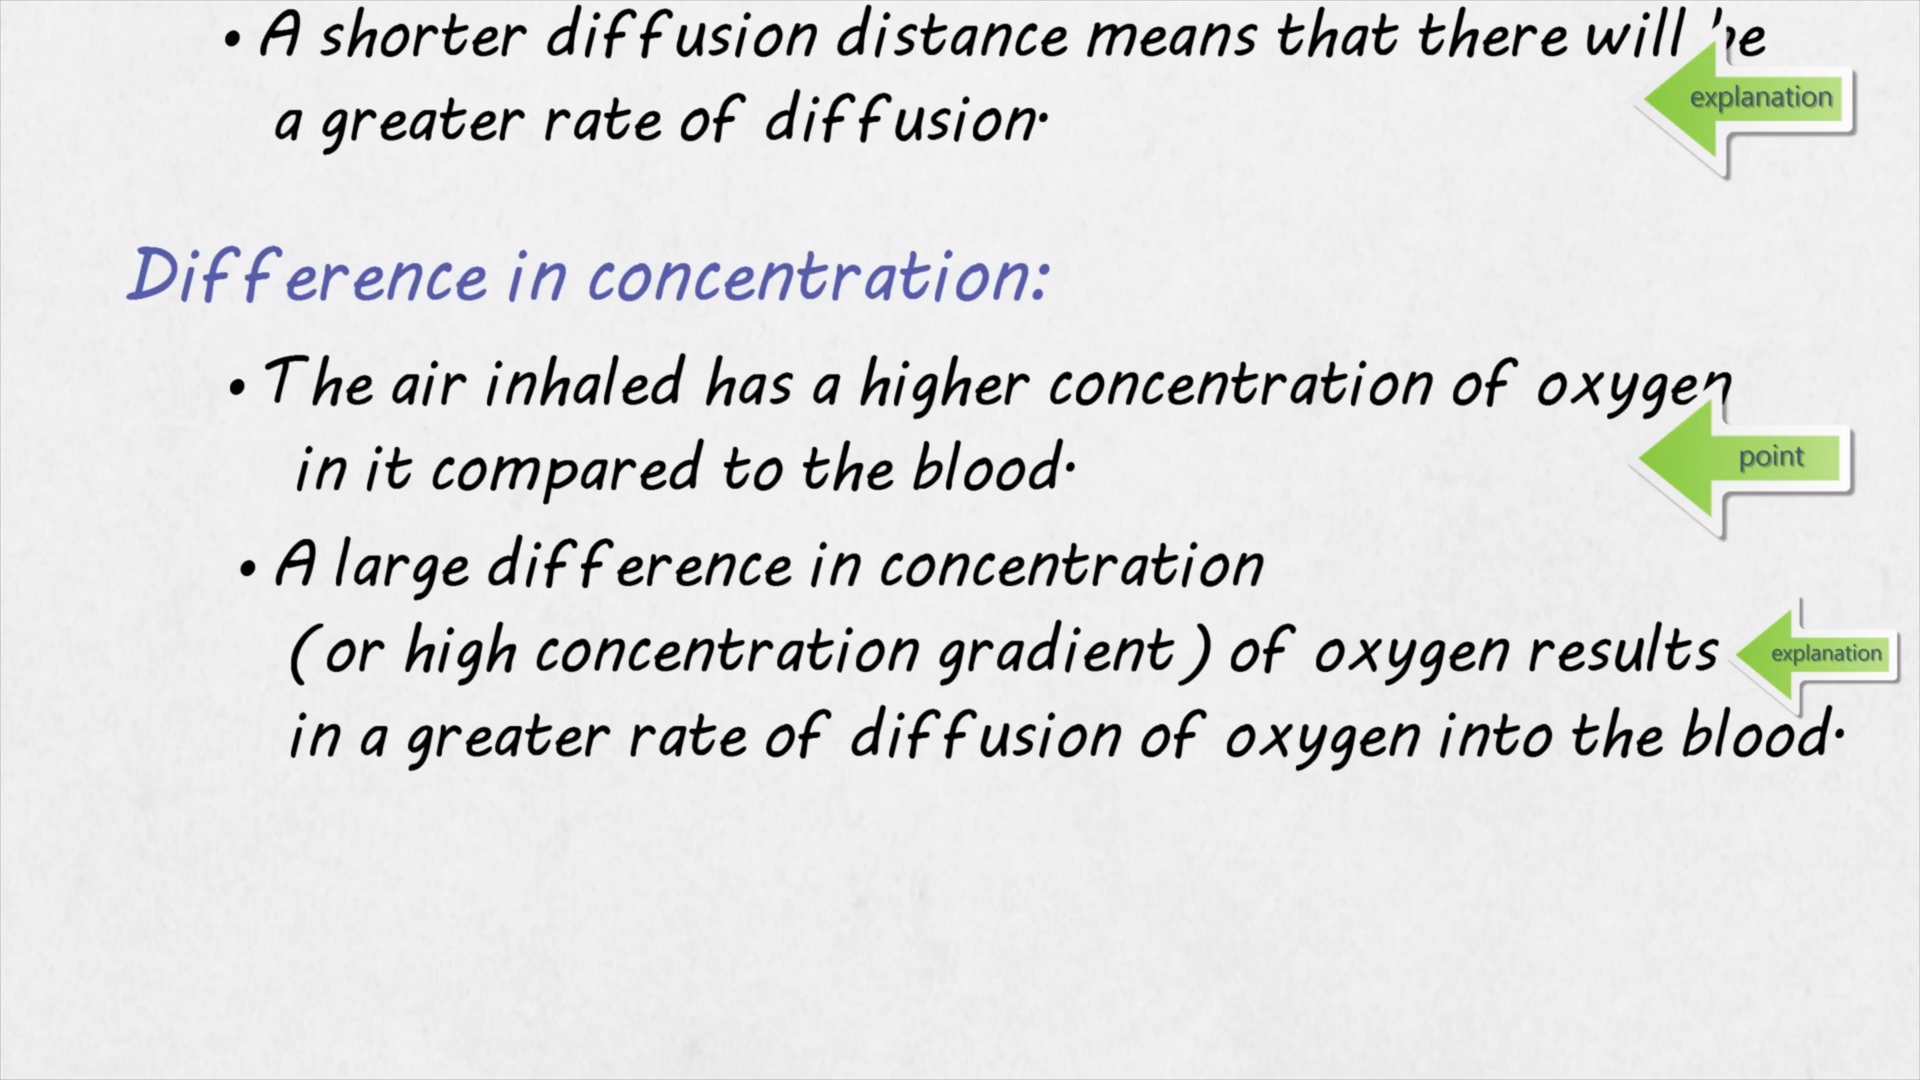 • A shorter diffusion distance means that there will be
explanation
a greater rate of diffusion.
Difference in concentration:
• The air inhaled has a higher concentration of oxygen
point
in it compared to the blood.
• A large difference in concentration
(or high concentration gradient) of oxygen results
explanation
in a greater rate of diffusion of oxygen into the blood.